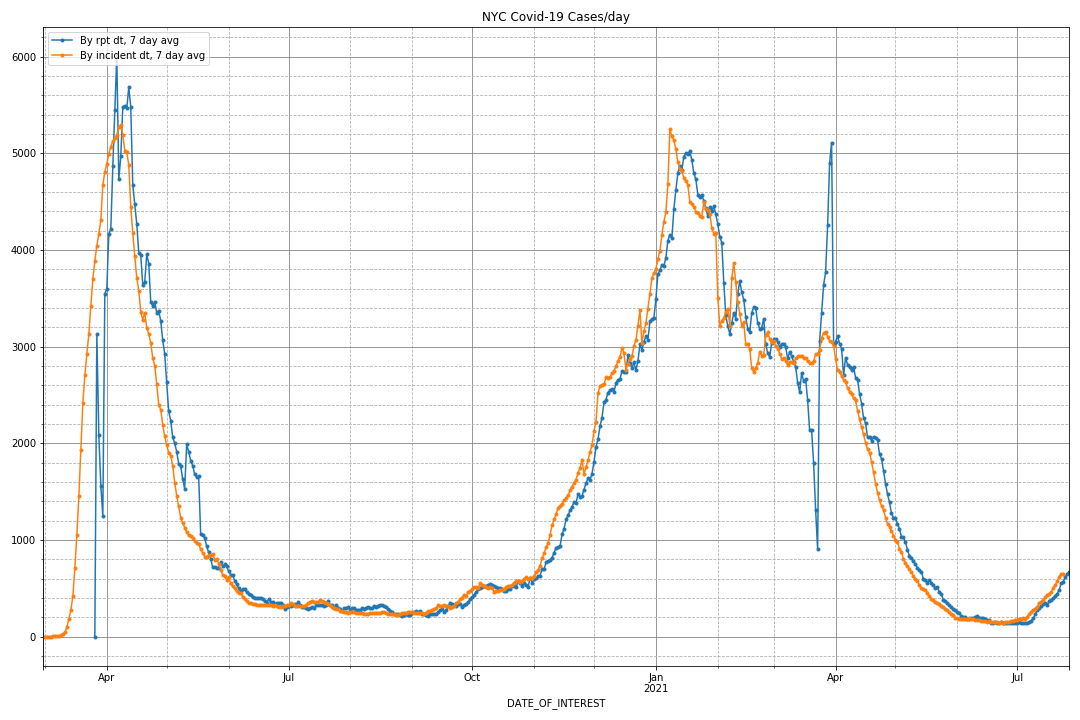 NYC Covid-19 Cases/day
By rpt dt, 7 day avg
By incident dt, 7 day avg
6000
5000
4000
3000
2000
1000
0
Apr Jul Oct Jan Apr Jul
2021
DATE_OF_INTEREST